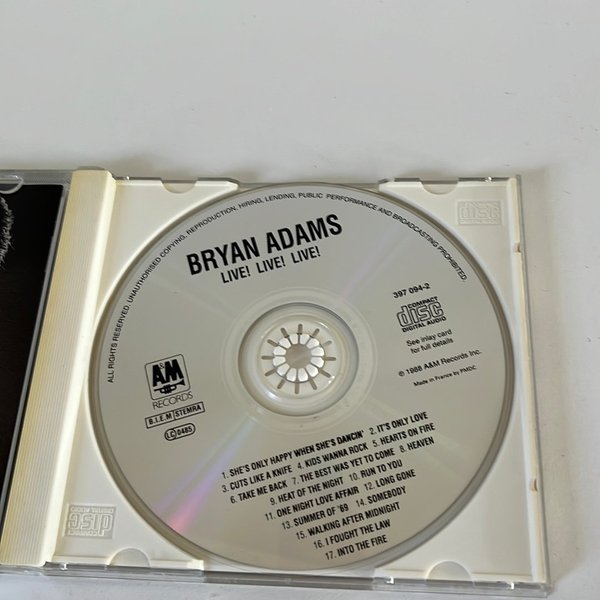 ALL RIGHTS RESERVED. UNAUTHORISED COPYING, REPRODUCTION, HIRING, LENDING, PUBLIC PERFORMANCE AND BROADCASTING PROHIBITED.
BRYAN ADAMS
LIVE! LIVE! LIVE!
397 094-2
COMPACT
disc
DIGITAL AUDIO
See inlay card
for full details
℗ 1988 A&M Records Inc.
Made in France by PMDC
A&M
RECORDS
B.I.E.M STEMRA
LC 0485
1. SHE'S ONLY HAPPY WHEN SHE'S DANCIN' 2. IT'S ONLY LOVE
3. CUTS LIKE A KNIFE 4. KIDS WANNA ROCK 5. HEARTS ON FIRE
6. TAKE ME BACK 7. THE BEST WAS YET TO COME 8. HEAVEN
9. HEAT OF THE NIGHT 10. RUN TO YOU
11. ONE NIGHT LOVE AFFAIR 12. LONG GONE
13. SUMMER OF '69 14. SOMEBODY
15. WALKING AFTER MIDNIGHT
16. I FOUGHT THE LAW
17. INTO THE FIRE
disc
COMPACT
disc
DIGITAL AUDIO